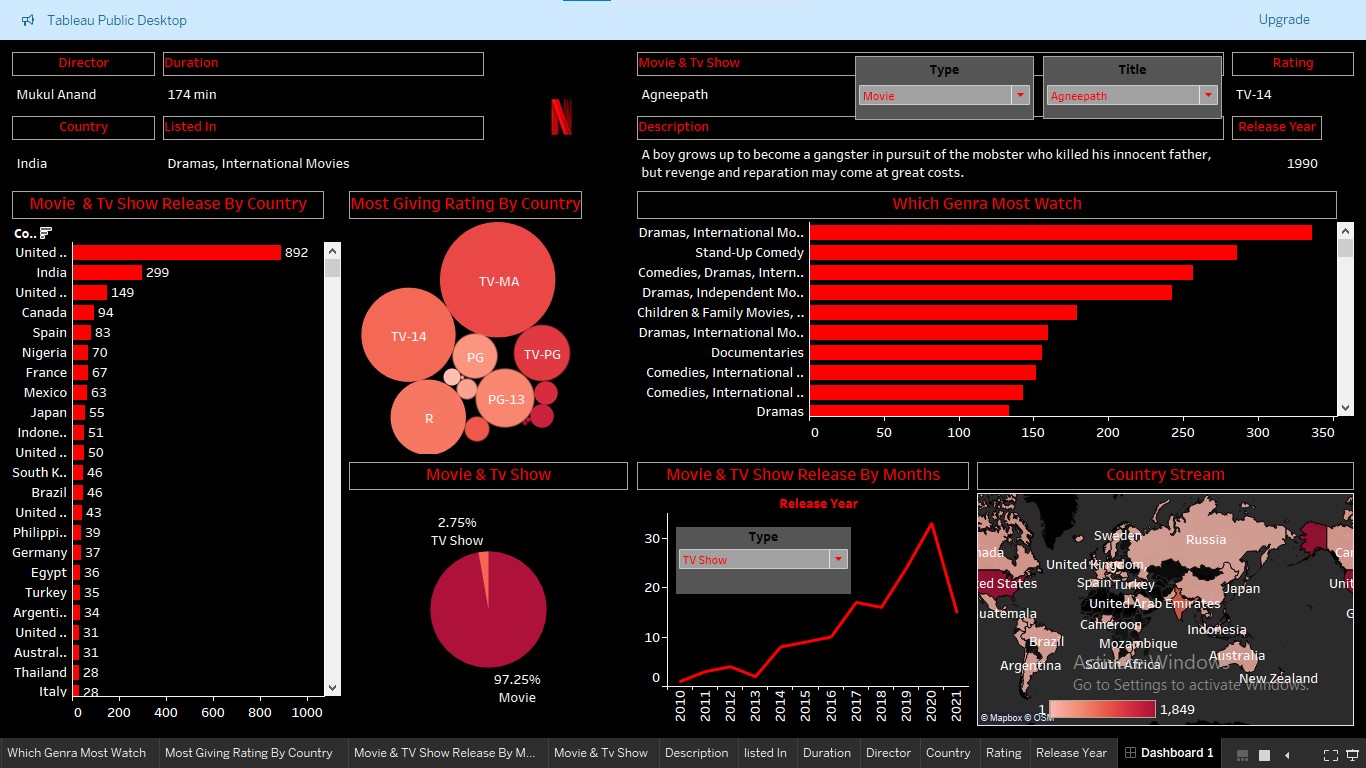 Tableau Public Desktop
Upgrade
Director
Duration
Movie & Tv Show
Type
Title
Rating
Mukul Anand
174 min
Agneepath
Movie
Agneepath
TV-14
Country
Listed In
Description
Release Year
India
Dramas, International Movies
A boy grows up to become a gangster in pursuit of the mobster who killed his innocent father,
but revenge and reparation may come at great costs.
1990
Movie & Tv Show Release By Country
Co..
United .. 892
India 299
United .. 149
Canada 94
Spain 83
Nigeria 70
France 67
Mexico 63
Japan 55
Indone.. 51
United .. 50
South K.. 46
Brazil 46
United .. 43
Philippi.. 39
Germany 37
Egypt 36
Turkey 35
Argenti.. 34
United .. 31
Austral.. 31
Thailand 28
Italy 28
0 200 400 600 800 1000
Most Giving Rating By Country
TV-MA
TV-14
PG
TV-PG
PG-13
R
Which Genra Most Watch
Dramas, International Mo..
Stand-Up Comedy
Comedies, Dramas, Intern..
Dramas, Independent Mo..
Children & Family Movies, ..
Dramas, International Mo..
Documentaries
Comedies, International ..
Comedies, International ..
Dramas
0 50 100 150 200 250 300 350
Movie & Tv Show
2.75%
TV Show
97.25%
Movie
Movie & TV Show Release By Months
Release Year
Type
TV Show
30
20
10
0
2010 2011 2012 2013 2014 2015 2016 2017 2018 2019 2020 2021
Country Stream
Sweden
Russia
nada
Car
United Kingdom,
ed States
Spain
Turkey
Japan
Unit
United Arab Emirates
uatemala
G
Cameroon
Indonesia
Brazil
Mozambique
Australia
Argentina
South Africa
New Zealand
Activate Windows
Go to Settings to activate Windows.
1 1,849
© Mapbox © OSM
Which Genra Most Watch
Most Giving Rating By Country
Movie & TV Show Release By M...
Movie & Tv Show
Description
listed In
Duration
Director
Country
Rating
Release Year
Dashboard 1